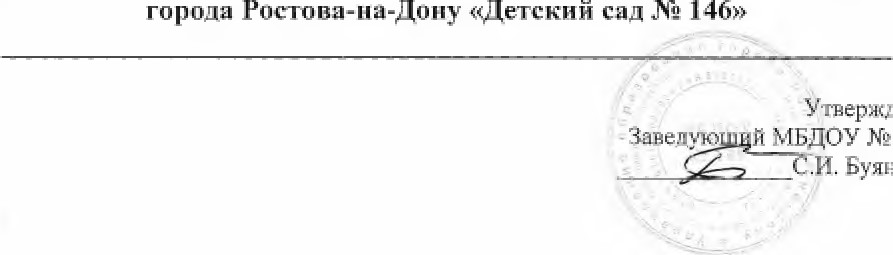 города Ростова-на-Дону «Детский сад № 146»
Утвержд
Заведующий МБДОУ №
С.И. Буян